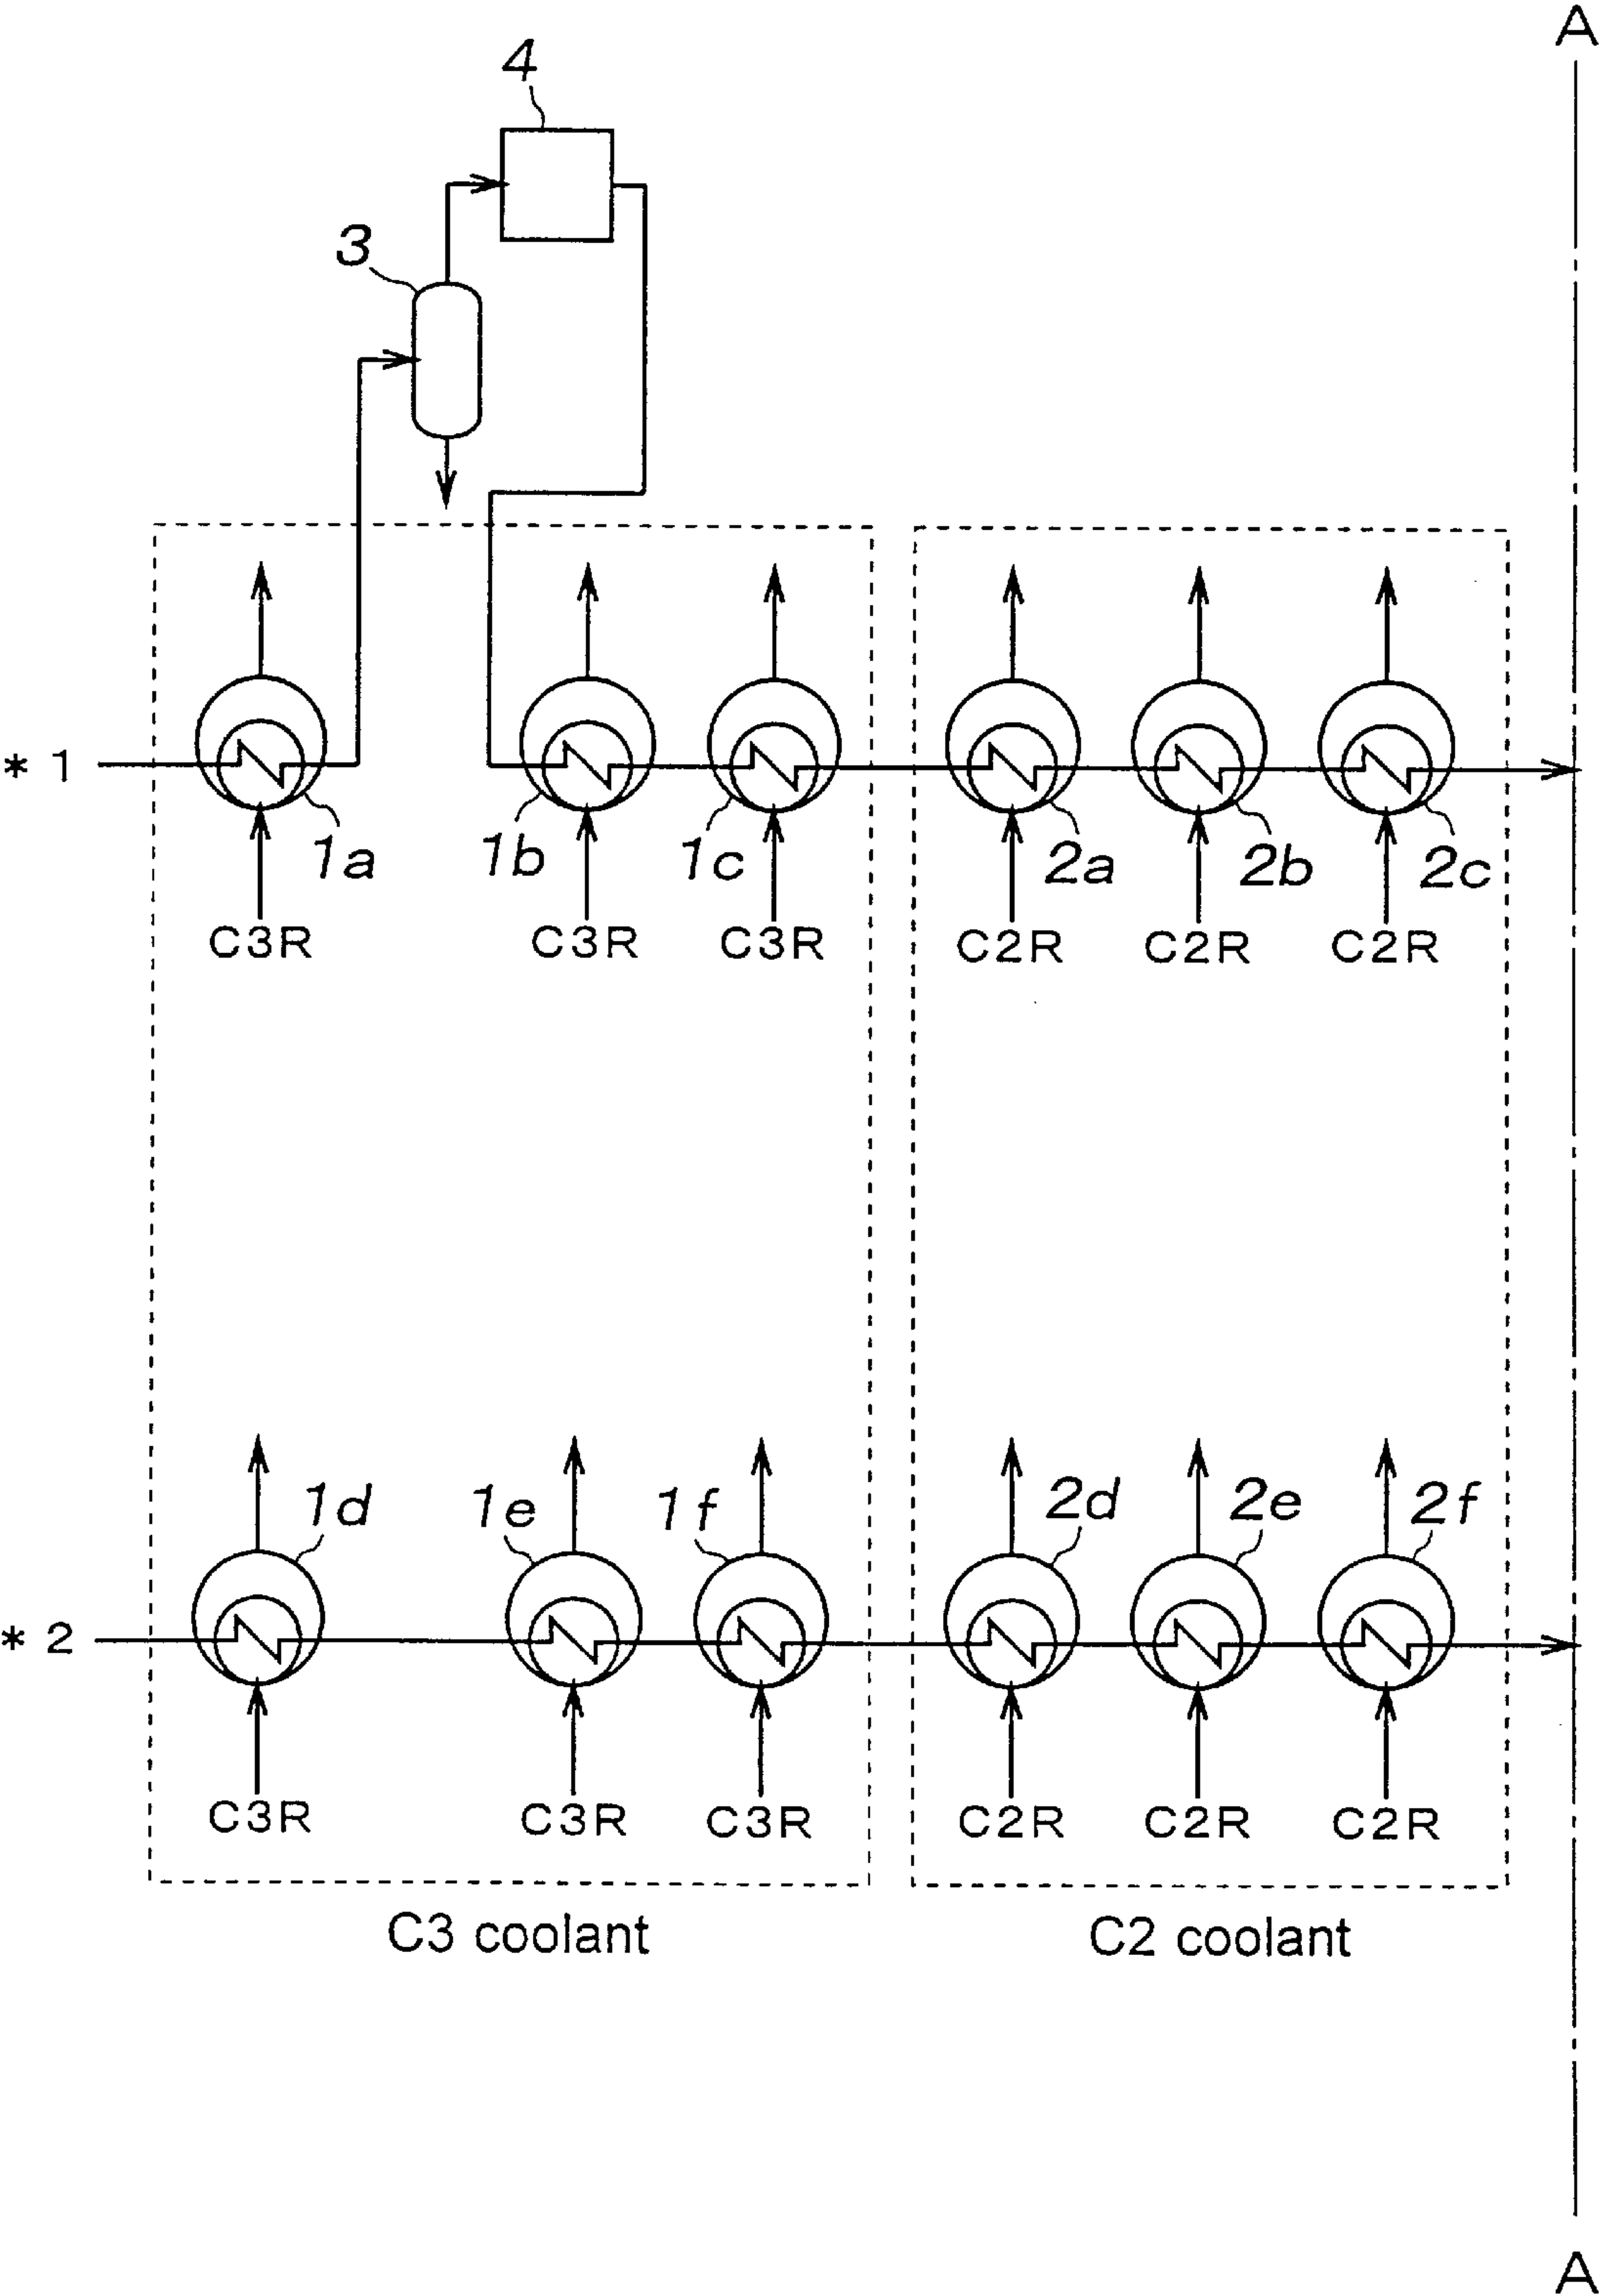 A
4
3
* 1
1a 1b 1c 2a 2b 2c
C3R C3R C3R C2R C2R C2R
1d 1e 1f 2d 2e 2f
* 2
C3R C3R C3R C2R C2R C2R
C3 coolant C2 coolant
A